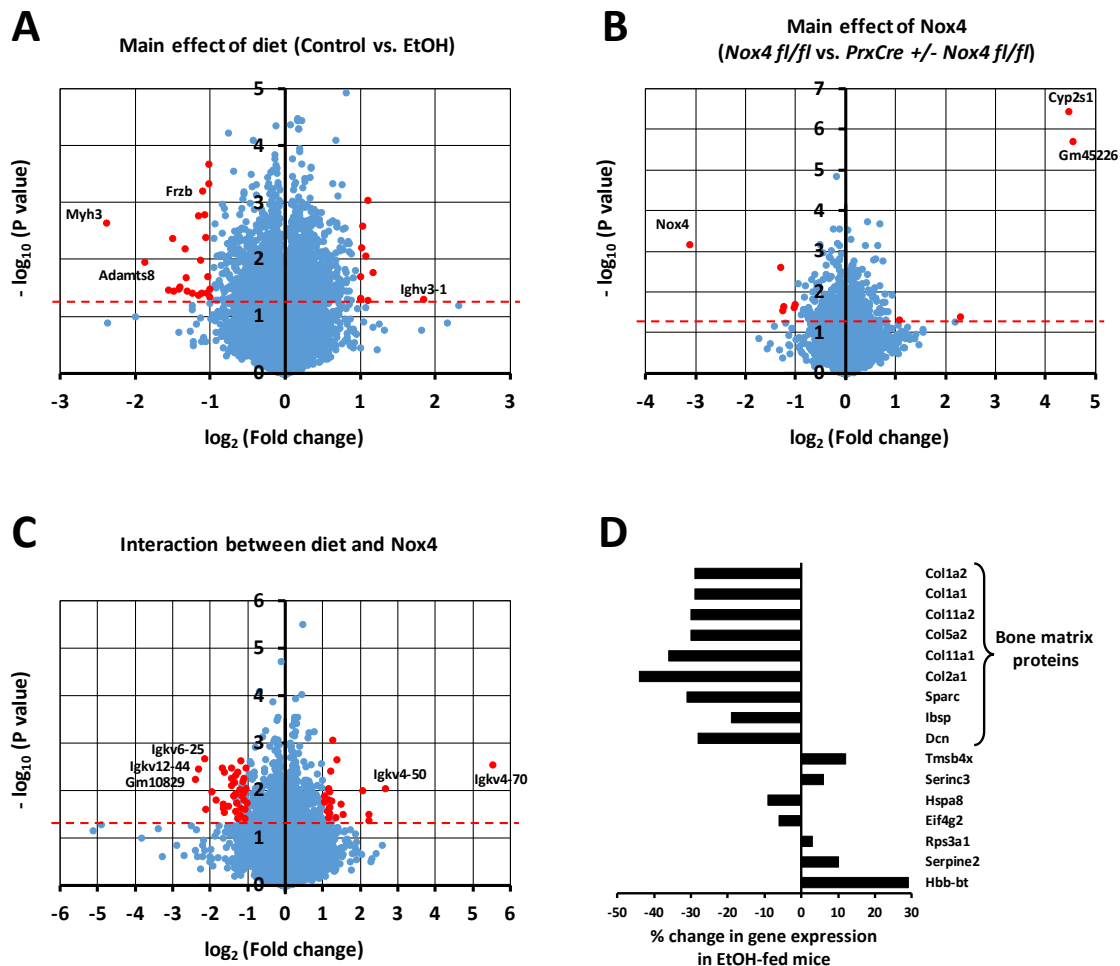 A
Main effect of diet (Control vs. EtOH)
5
4
3
2
1
0
- log10 (P value)
Frzb
Myh3
Adamts8
Ighv3-1
-3 -2 -1 0 1 2 3
log2 (Fold change)
B
Main effect of Nox4
(Nox4 fl/fl vs. PrxCre +/- Nox4 fl/fl)
7
6
5
4
3
2
1
0
- log10 (P value)
Cyp2s1
Gm45226
Nox4
-4 -3 -2 -1 0 1 2 3 4 5
log2 (Fold change)
C
Interaction between diet and Nox4
6
5
4
3
2
1
0
- log10 (P value)
Igkv6-25
Igkv12-44
Gm10829
Igkv4-50
Igkv4-70
-6 -5 -4 -3 -2 -1 0 1 2 3 4 5 6
log2 (Fold change)
D
Col1a2
Col1a1
Col11a2
Col5a2
Col11a1
Col2a1
Sparc
Ibsp
Dcn
Tmsb4x
Serinc3
Hspa8
Eif4g2
Rps3a1
Serpine2
Hbb-bt
Bone matrix
proteins
-50 -40 -30 -20 -10 0 10 20 30
% change in gene expression
in EtOH-fed mice